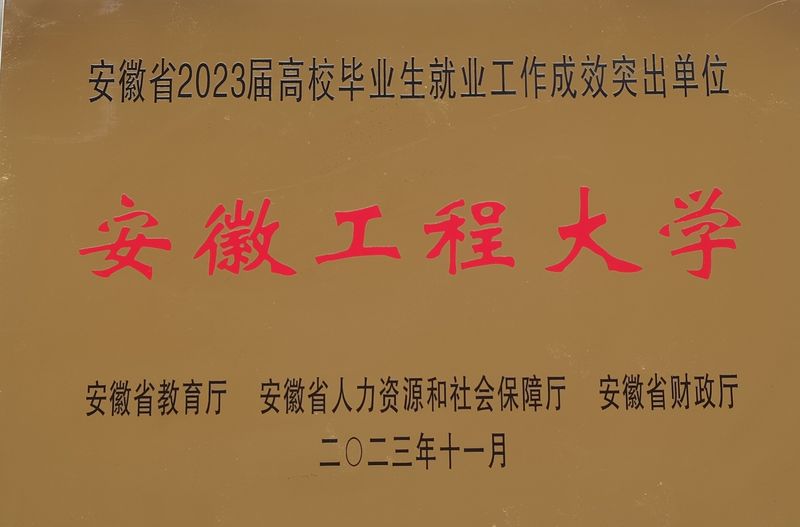 安徽省2023届高校毕业生就业工作成效突出单位
安徽工程大学
安徽省教育厅 安徽省人力资源和社会保障厅 安徽省财政厅
二〇二三年十一月